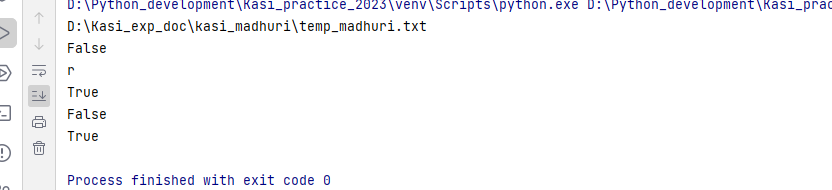 D:\Python_development\Kasi_practice_2023\venv\Scripts\python.exe D:\Python_development\Kasi_prac
D:\Kasi_exp_doc\kasi_madhuri\temp_madhuri.txt
False
r
True
False
True
Process finished with exit code 0